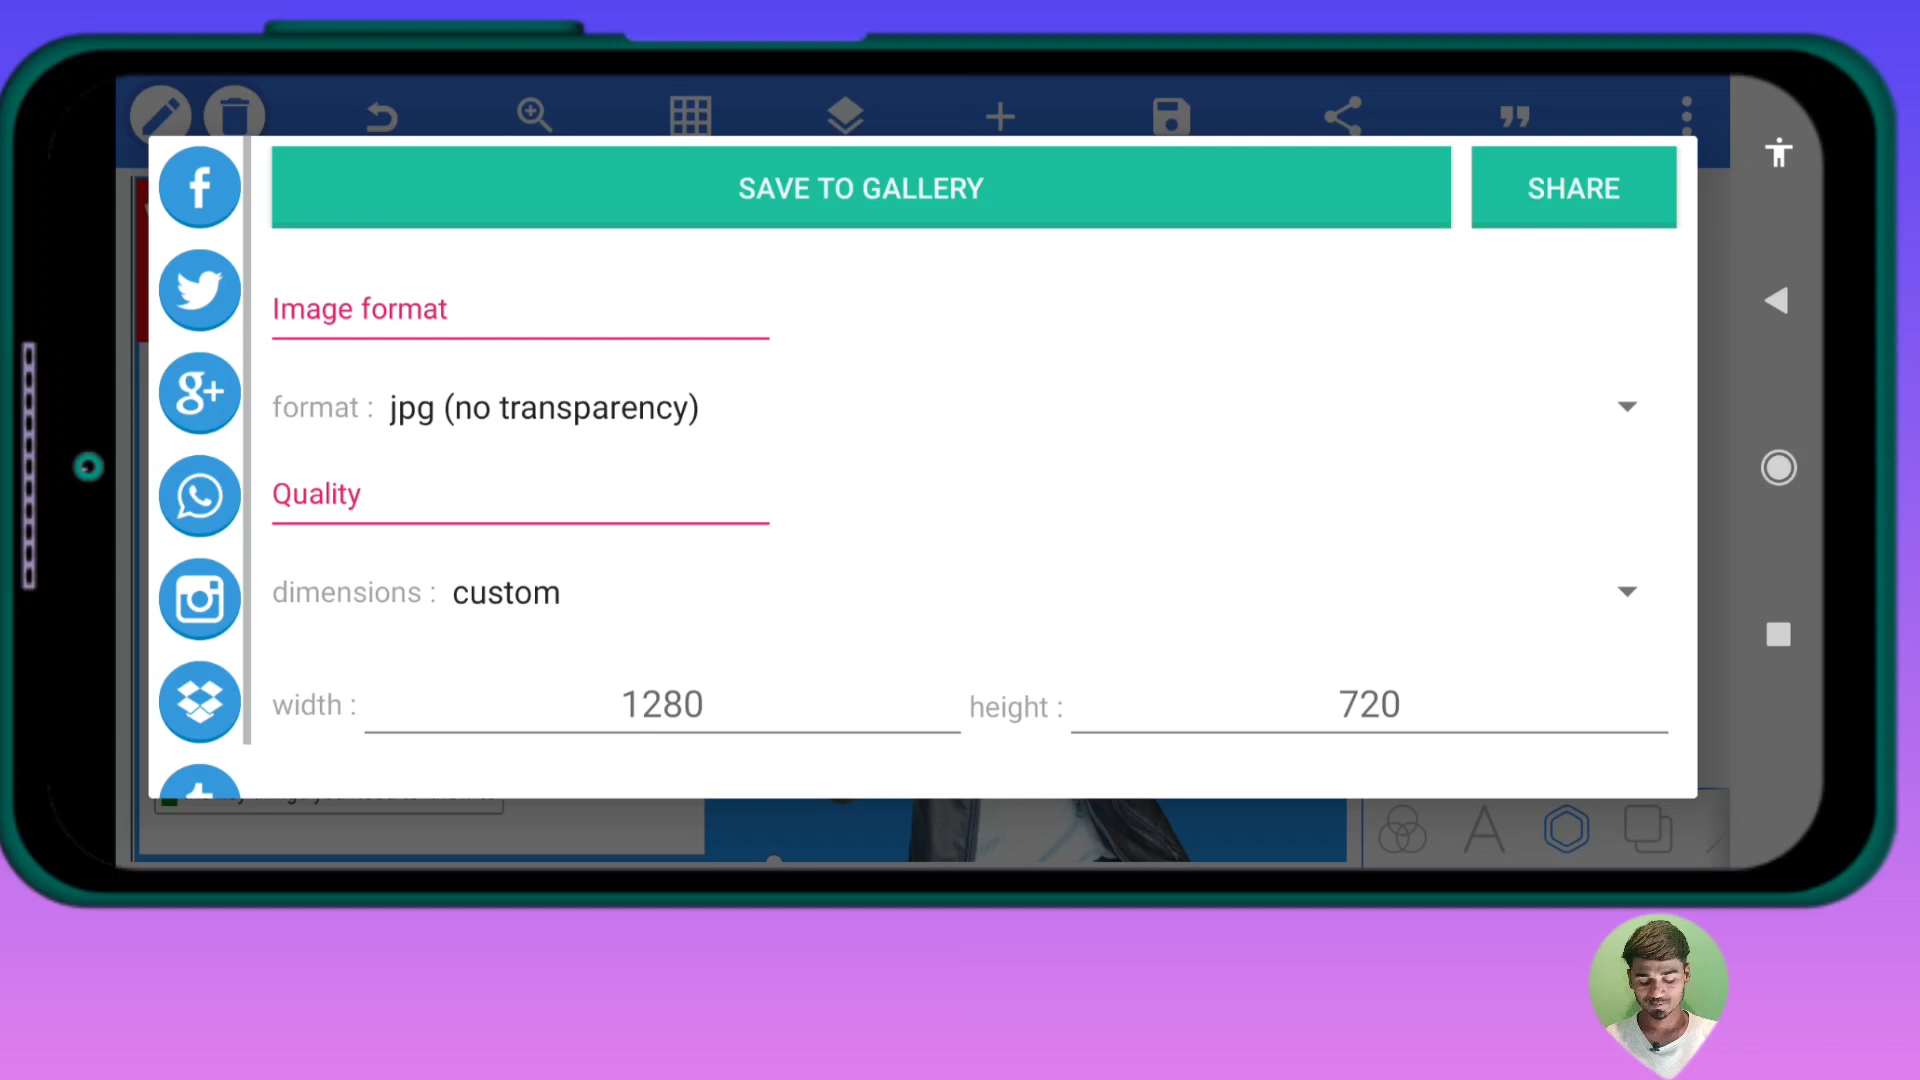 SAVE TO GALLERY
SHARE
Image format
format : jpg (no transparency)
Quality
dimensions : custom
width : 1280 height : 720